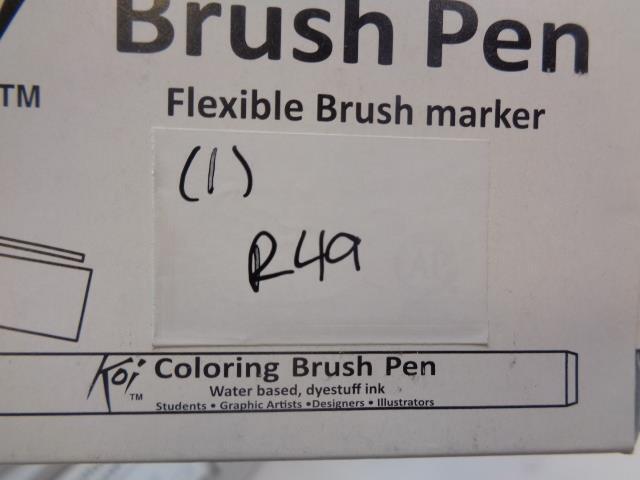 Brush Pen
TM
Flexible Brush marker
(1)
R49
Koi TM Coloring Brush Pen
Water based, dyestuff ink
Students • Graphic Artists •Designers • Illustrators